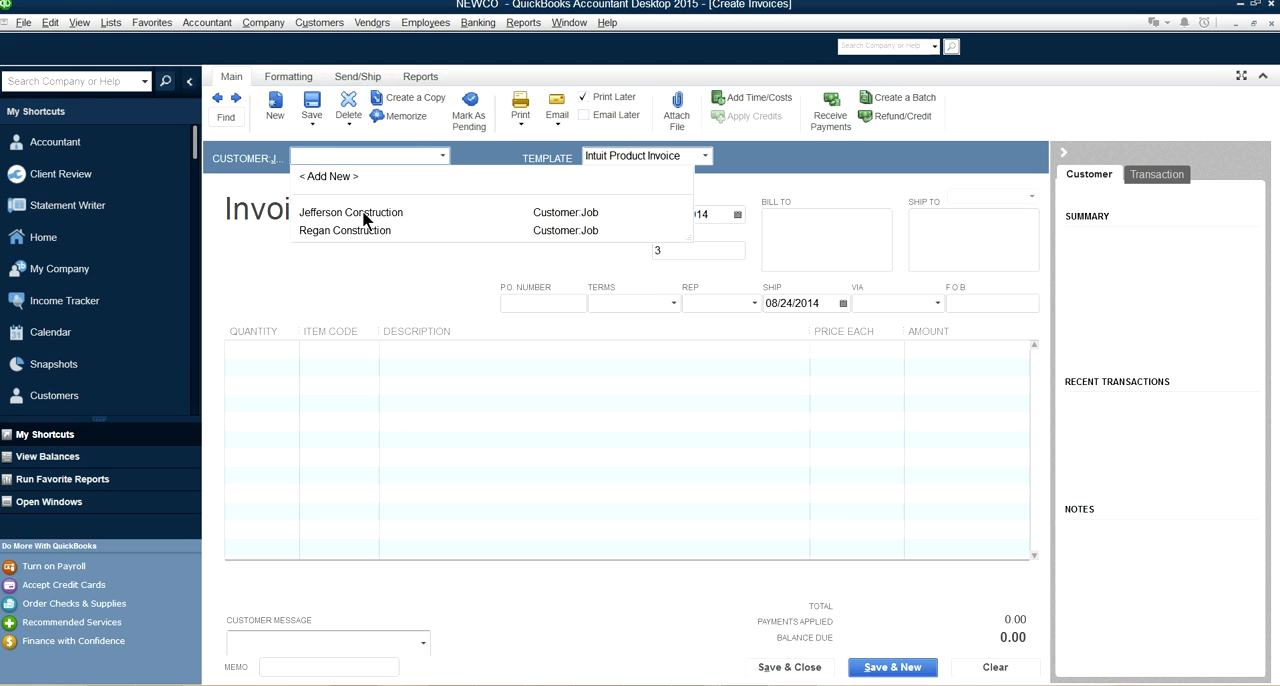 NEWCO - QuickBooks Accountant Desktop 2015 - [Create Invoices]
File Edit View Lists Favorites Accountant Company Customers Vendors Employees Banking Reports Window Help
Search Company or Help
Search Company or Help
Main Formatting Send/Ship Reports
Find
New
Save
Delete
Create a Copy
Memorize
Mark As
Pending
Print
Email
Print Later
Email Later
Attach
File
Add Time/Costs
Apply Credits
Receive
Payments
Create a Batch
Refund/Credit
My Shortcuts
Accountant
Client Review
Statement Writer
Home
My Company
Income Tracker
Calendar
Snapshots
Customers
My Shortcuts
View Balances
Run Favorite Reports
Open Windows
Do More With QuickBooks
Turn on Payroll
Accept Credit Cards
Order Checks & Supplies
Recommended Services
Finance with Confidence
CUSTOMER:J... TEMPLATE Intuit Product Invoice
< Add New >
Jefferson Construction Customer:Job
Regan Construction Customer:Job
Invoi
14
3
BILL TO
SHIP TO
P.O. NUMBER TERMS REP SHIP VIA F O B
08/24/2014
QUANTITY ITEM CODE DESCRIPTION PRICE EACH AMOUNT
TOTAL
PAYMENTS APPLIED 0.00
BALANCE DUE 0.00
CUSTOMER MESSAGE
MEMO
Save & Close Save & New Clear
Customer Transaction
SUMMARY
RECENT TRANSACTIONS
NOTES